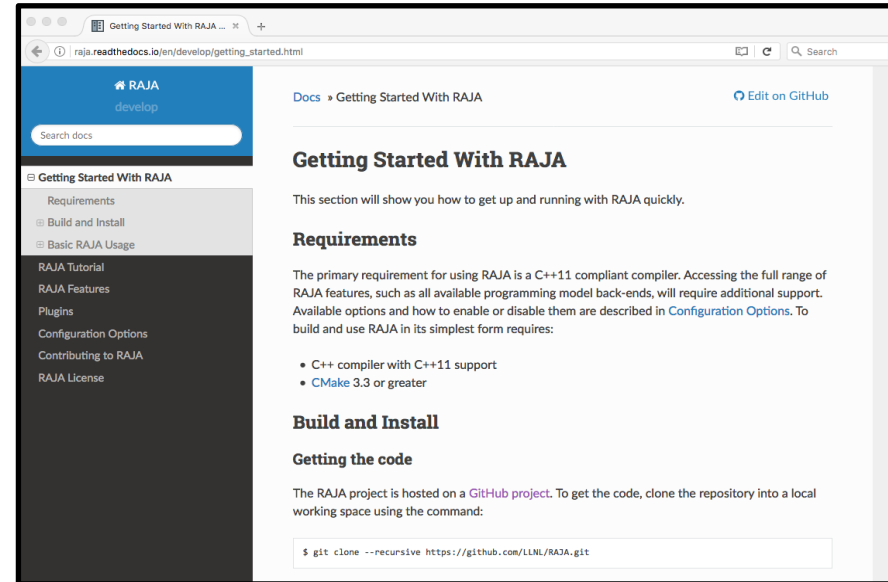 Getting Started With RAJA ... × +
raja.readthedocs.io/en/develop/getting_started.html
Search
RAJA
develop
Search docs
Getting Started With RAJA
Requirements
Build and Install
Basic RAJA Usage
RAJA Tutorial
RAJA Features
Plugins
Configuration Options
Contributing to RAJA
RAJA License
Docs » Getting Started With RAJA
Edit on GitHub
Getting Started With RAJA
This section will show you how to get up and running with RAJA quickly.
Requirements
The primary requirement for using RAJA is a C++11 compliant compiler. Accessing the full range of
RAJA features, such as all available programming model back-ends, will require additional support.
Available options and how to enable or disable them are described in Configuration Options. To
build and use RAJA in its simplest form requires:
• C++ compiler with C++11 support
• CMake 3.3 or greater
Build and Install
Getting the code
The RAJA project is hosted on a GitHub project. To get the code, clone the repository into a local
working space using the command:
$ git clone --recursive https://github.com/LLNL/RAJA.git